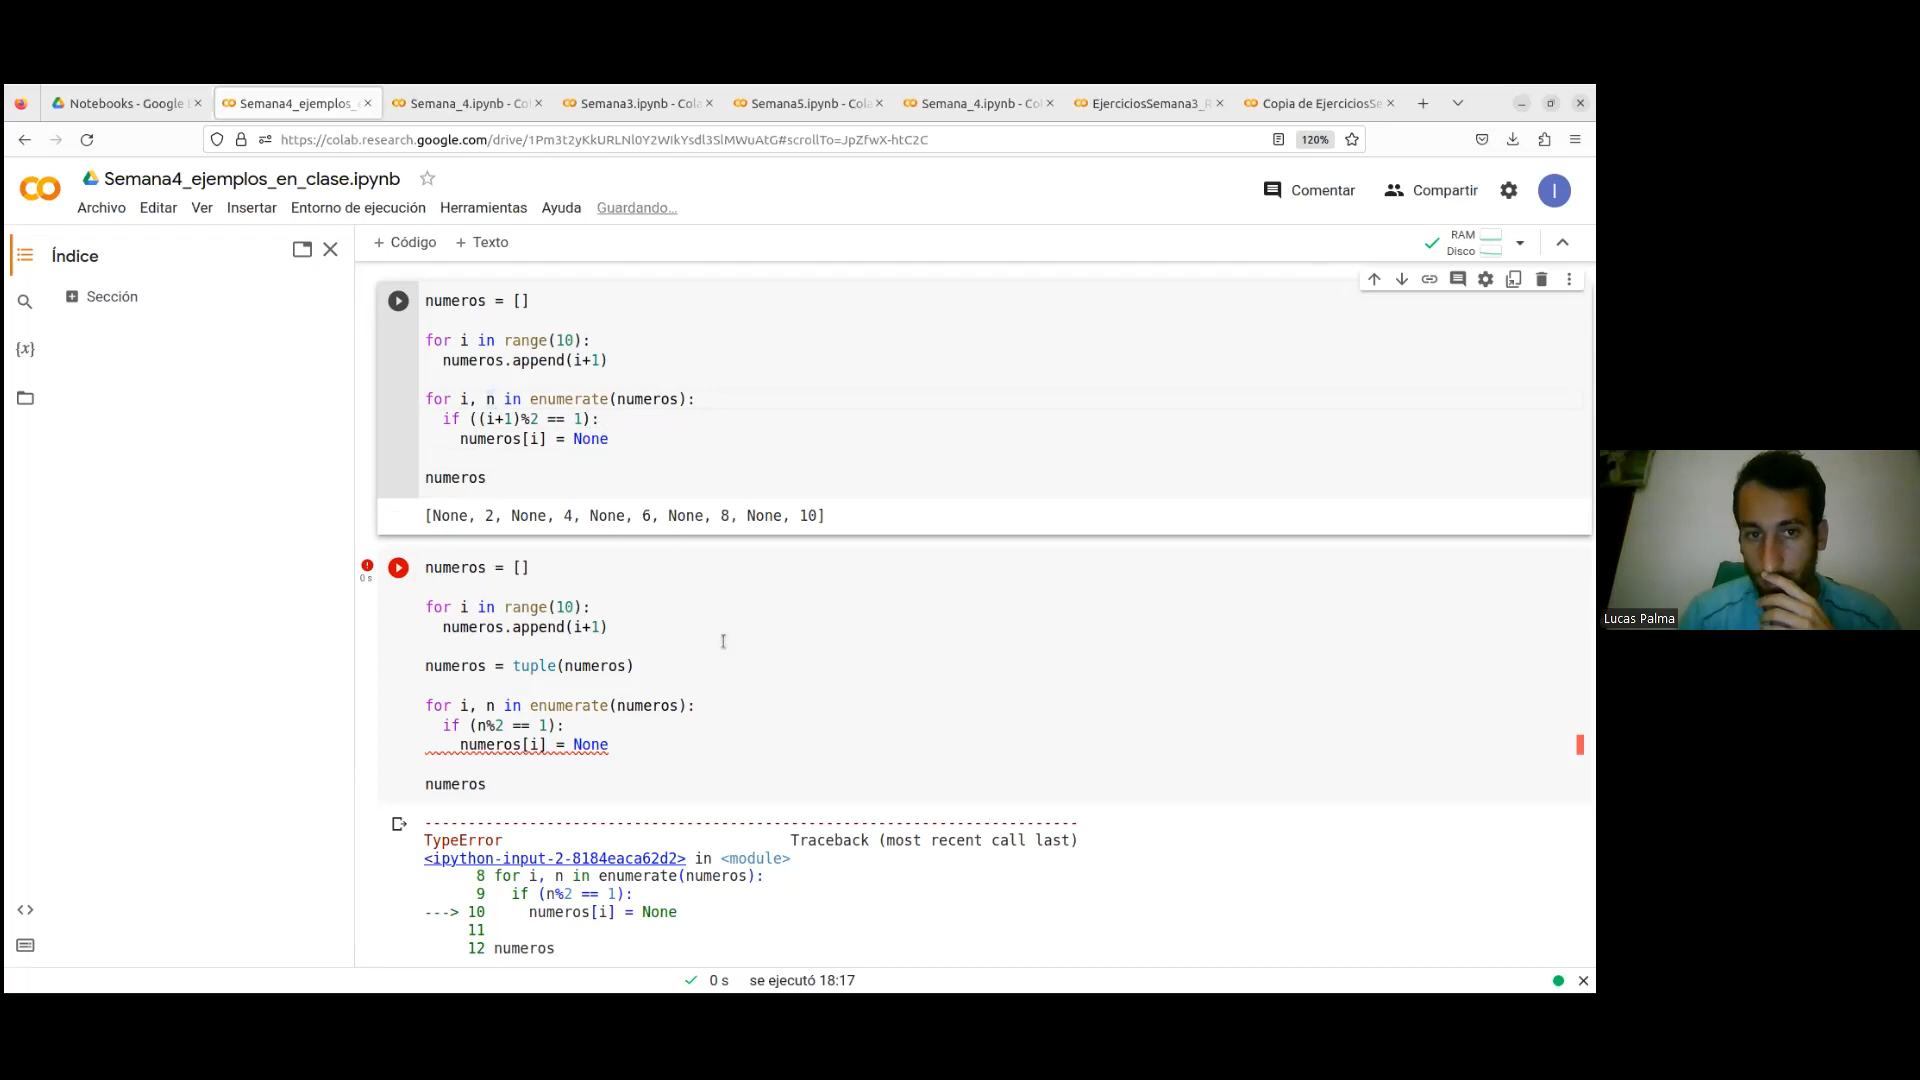 Notebooks - Google
Semana4_ejemplos_
Semana_4.ipynb - Co
Semana3.ipynb - Cola
Semana5.ipynb - Cola
Semana_4.ipynb - Co
EjerciciosSemana3_
Copia de EjerciciosSe
https://colab.research.google.com/drive/1Pm3t2yKkURLNl0Y2WIkYsdl3SlMWuAtG#scrollTo=JpZfwX-htC2C
120%
Semana4_ejemplos_en_clase.ipynb
Comentar
Compartir
I
Archivo Editar Ver Insertar Entorno de ejecución Herramientas Ayuda Guardando...
Índice
Sección
+ Código + Texto
RAM
Disco
{x}
numeros = []
for i in range(10):
numeros.append(i+1)
for i, n in enumerate(numeros):
if ((i+1)%2 == 1):
numeros[i] = None
numeros
[None, 2, None, 4, None, 6, None, 8, None, 10]
0 s
numeros = []
for i in range(10):
numeros.append(i+1)
numeros = tuple(numeros)
for i, n in enumerate(numeros):
if (n%2 == 1):
numeros[i] = None
numeros
---------------------------------------------------------------------------
TypeError Traceback (most recent call last)
<ipython-input-2-8184eaca62d2> in <module>
8 for i, n in enumerate(numeros):
9 if (n%2 == 1):
---> 10 numeros[i] = None
11
12 numeros
0 s se ejecutó 18:17
Lucas Palma